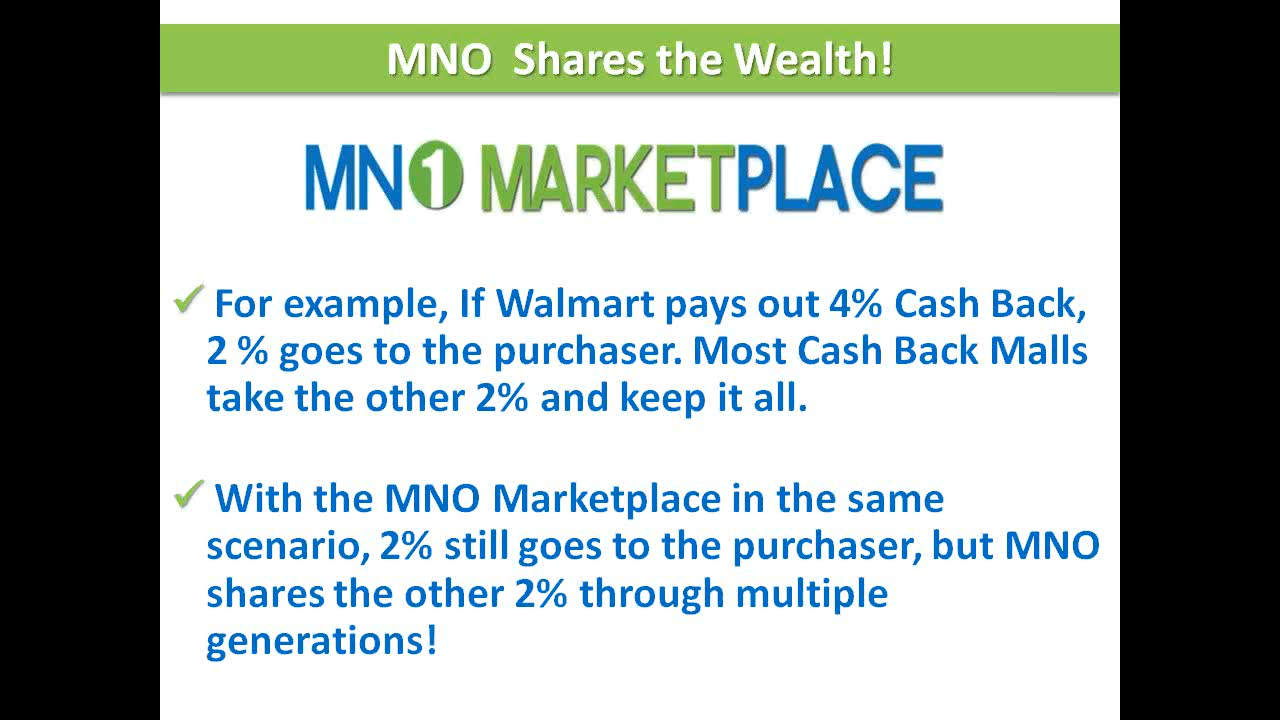 MNO Shares the Wealth!
MN1 MARKETPLACE
✓ For example, If Walmart pays out 4% Cash Back,
2 % goes to the purchaser. Most Cash Back Malls
take the other 2% and keep it all.
✓ With the MNO Marketplace in the same
scenario, 2% still goes to the purchaser, but MNO
shares the other 2% through multiple
generations!